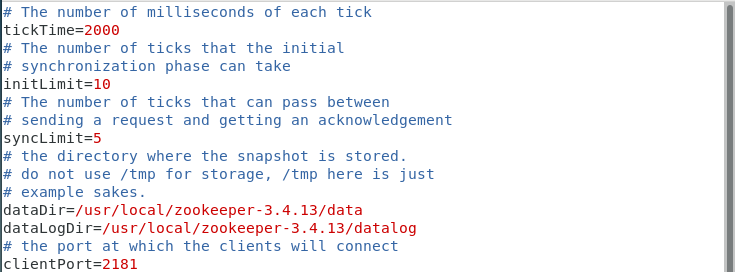 # The number of milliseconds of each tick
tickTime=2000
# The number of ticks that the initial
# synchronization phase can take
initLimit=10
# The number of ticks that can pass between
# sending a request and getting an acknowledgement
syncLimit=5
# the directory where the snapshot is stored.
# do not use /tmp for storage, /tmp here is just
# example sakes.
dataDir=/usr/local/zookeeper-3.4.13/data
dataLogDir=/usr/local/zookeeper-3.4.13/datalog
# the port at which the clients will connect
clientPort=2181